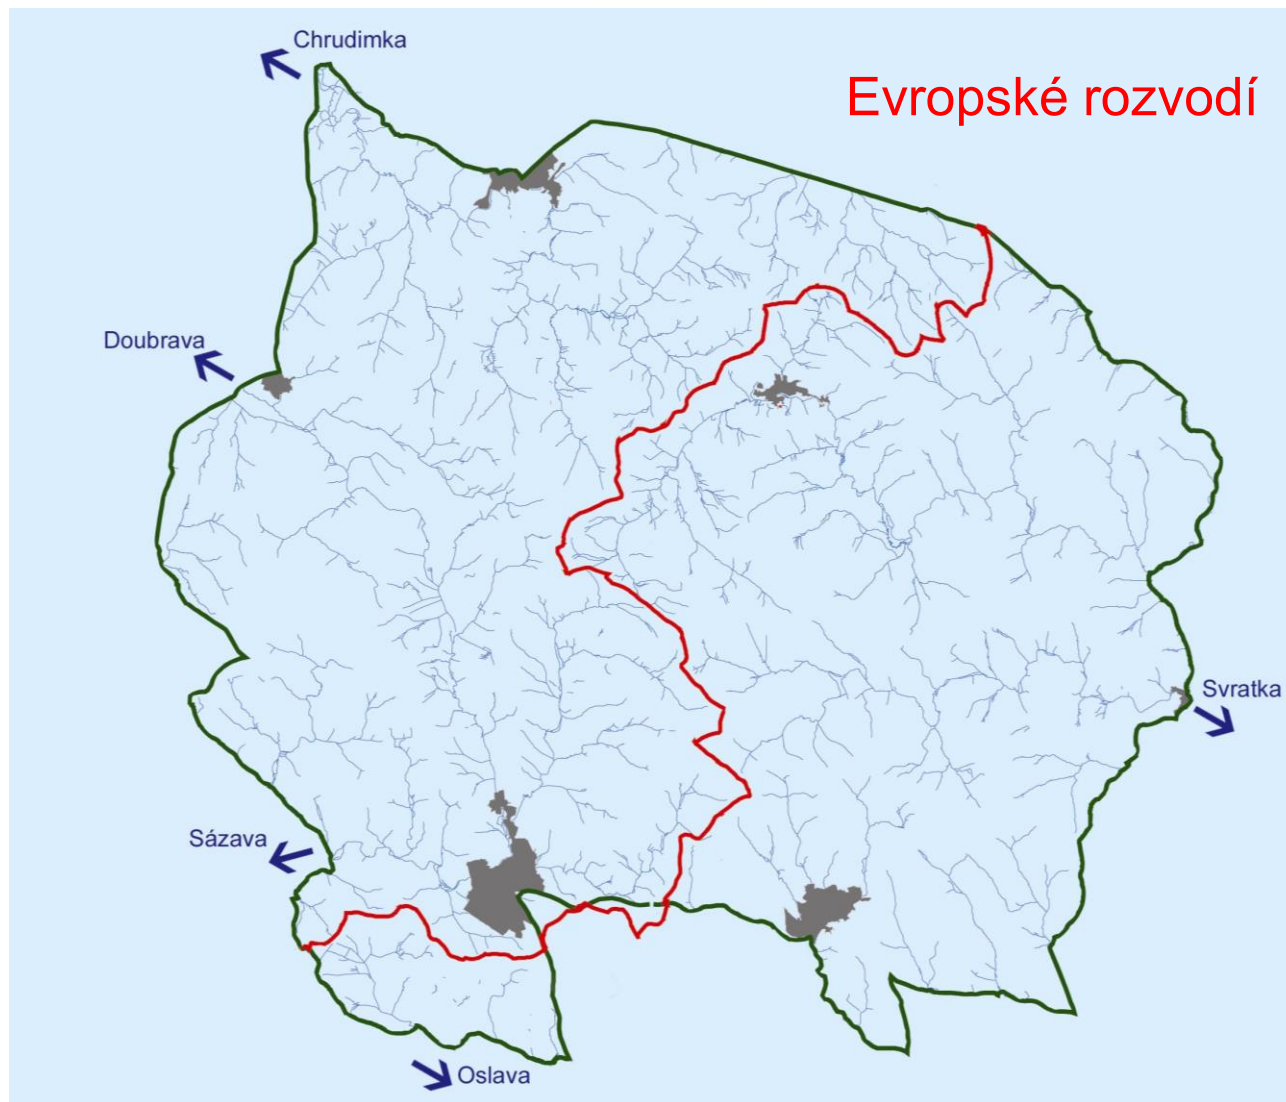 Chrudimka
Evropské rozvodí
Doubrava
Svratka
Sázava
Oslava